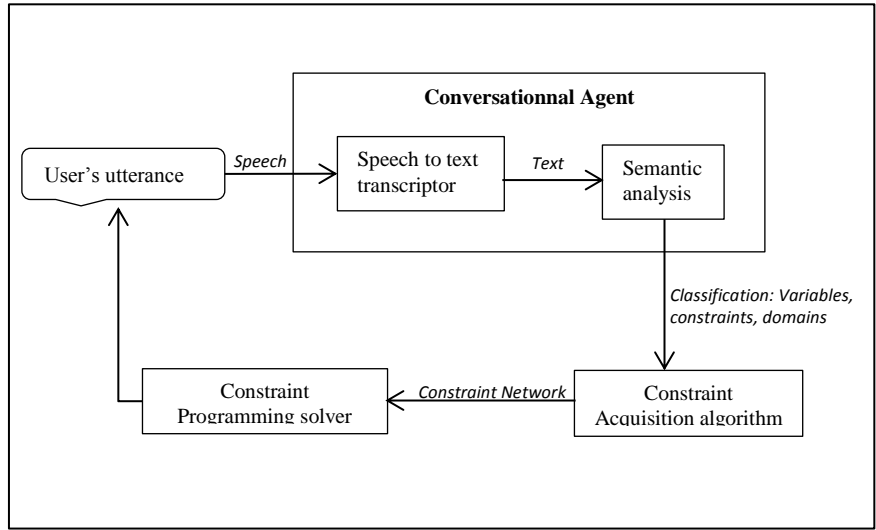 Conversationnal Agent
User's utterance
Speech
Speech to text
transcriptor
Text
Semantic
analysis
Classification: Variables,
constraints, domains
Constraint
Acquisition algorithm
Constraint Network
Constraint
Programming solver